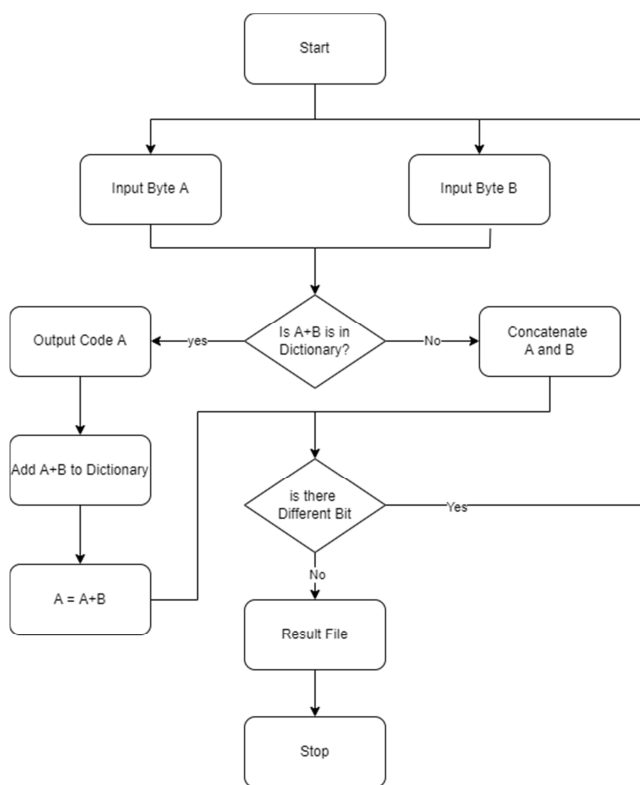 Start
Input Byte A
Input Byte B
Is A+B is in
Dictionary?
yes
No
Output Code A
Concatenate
A and B
Add A+B to Dictionary
is there
Different Bit
Yes
No
A = A+B
Result File
Stop